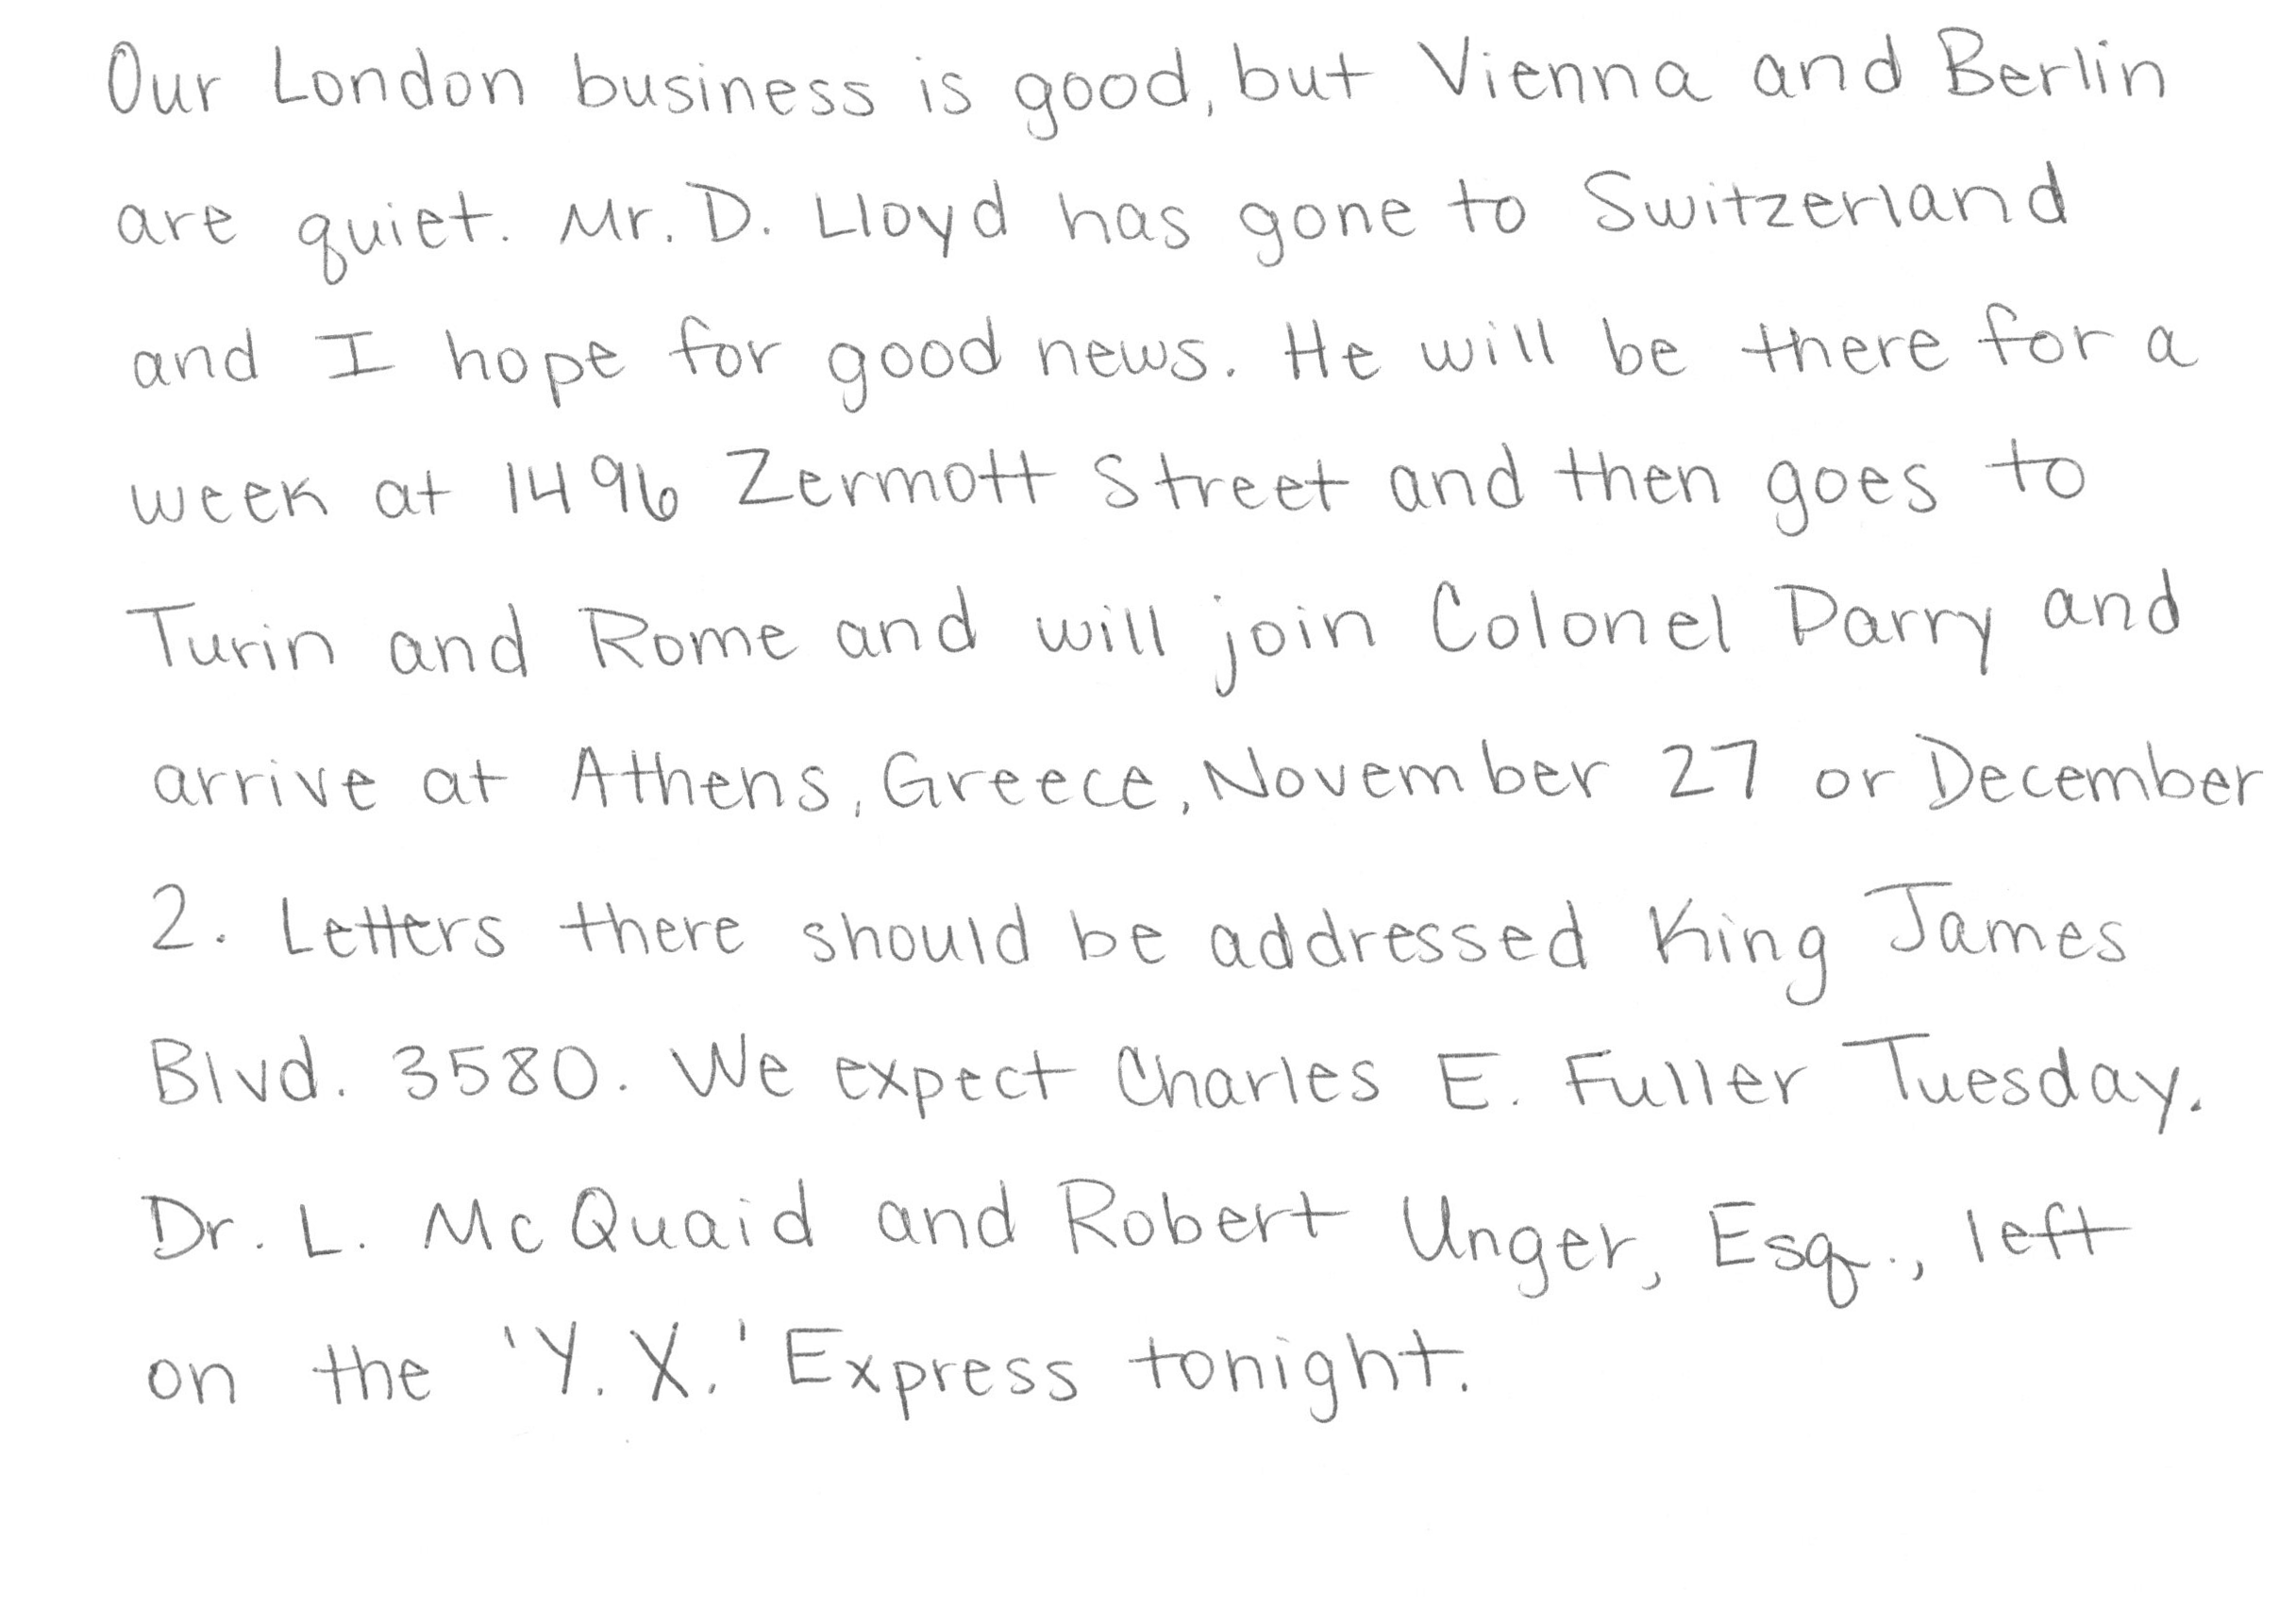 Our London business is good, but Vienna and Berlin
are quiet. Mr. D. Lloyd has gone to Switzerland
and I hope for good news. He will be there for a
week at 1496 Zermott Street and then goes to
Turin and Rome and will join Colonel Parry and
arrive at Athens, Greece, November 27 or December
2. Letters there should be addressed King James
Blvd. 3580. We expect Charles E. Fuller Tuesday.
Dr. L. McQuaid and Robert Unger, Esq., left
on the 'Y. X.' Express tonight.